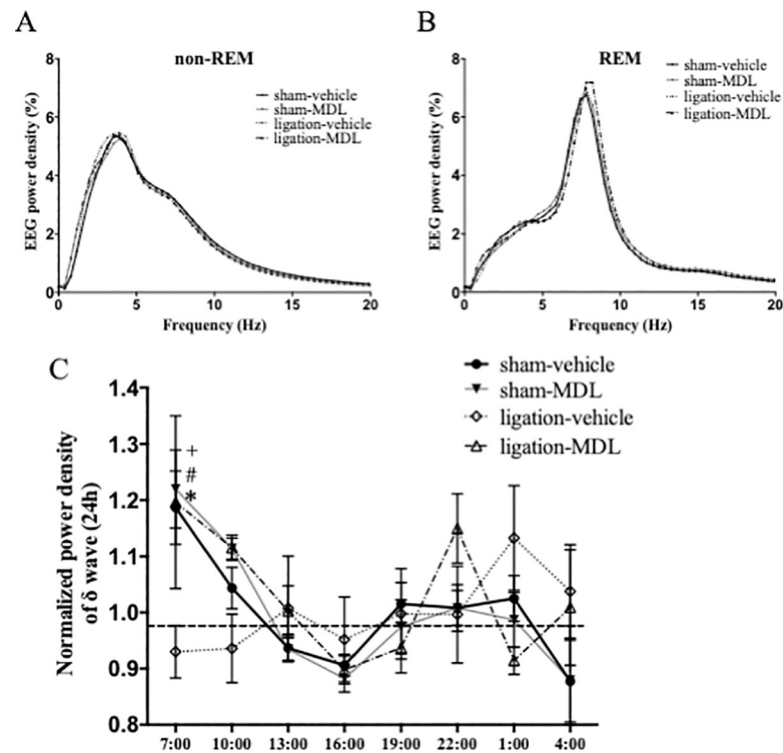 A
non-REM
8
6
4
2
0
EEG power density (%)
sham-vehicle
sham-MDL
ligation-vehicle
ligation-MDL
0 5 10 15 20
Frequency (Hz)
B
REM
8
6
4
2
0
EEG power density (%)
sham-vehicle
sham-MDL
ligation-vehicle
ligation-MDL
0 5 10 15 20
Frequency (Hz)
C
sham-vehicle
sham-MDL
ligation-vehicle
ligation-MDL
1.4
1.3
1.2
1.1
1.0
0.9
0.8
Normalized power density
of δ wave (24h)
+
#
*
7:00 10:00 13:00 16:00 19:00 22:00 1:00 4:00